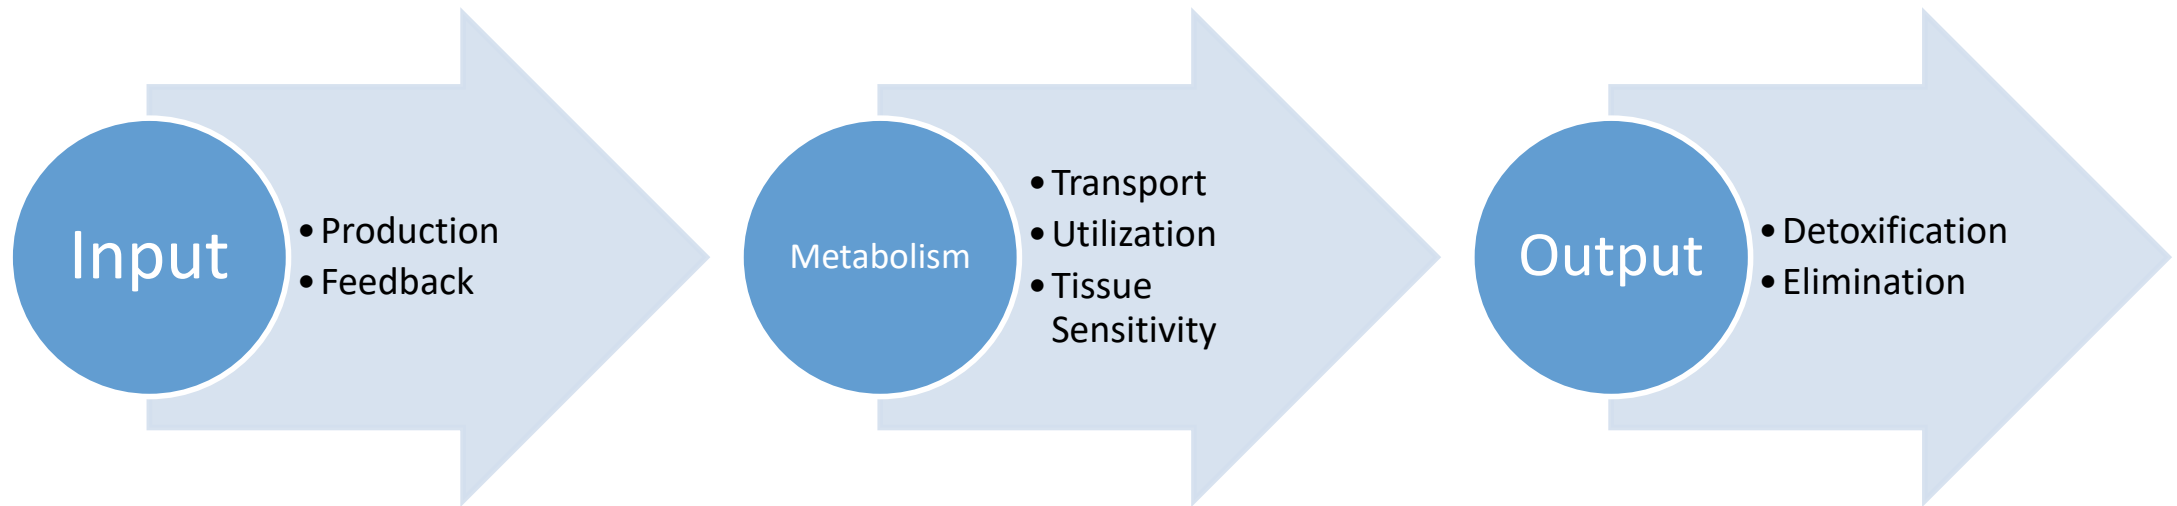 Input
• Production
• Feedback
Metabolism
• Transport
• Utilization
• Tissue
Sensitivity
Output
• Detoxification
• Elimination